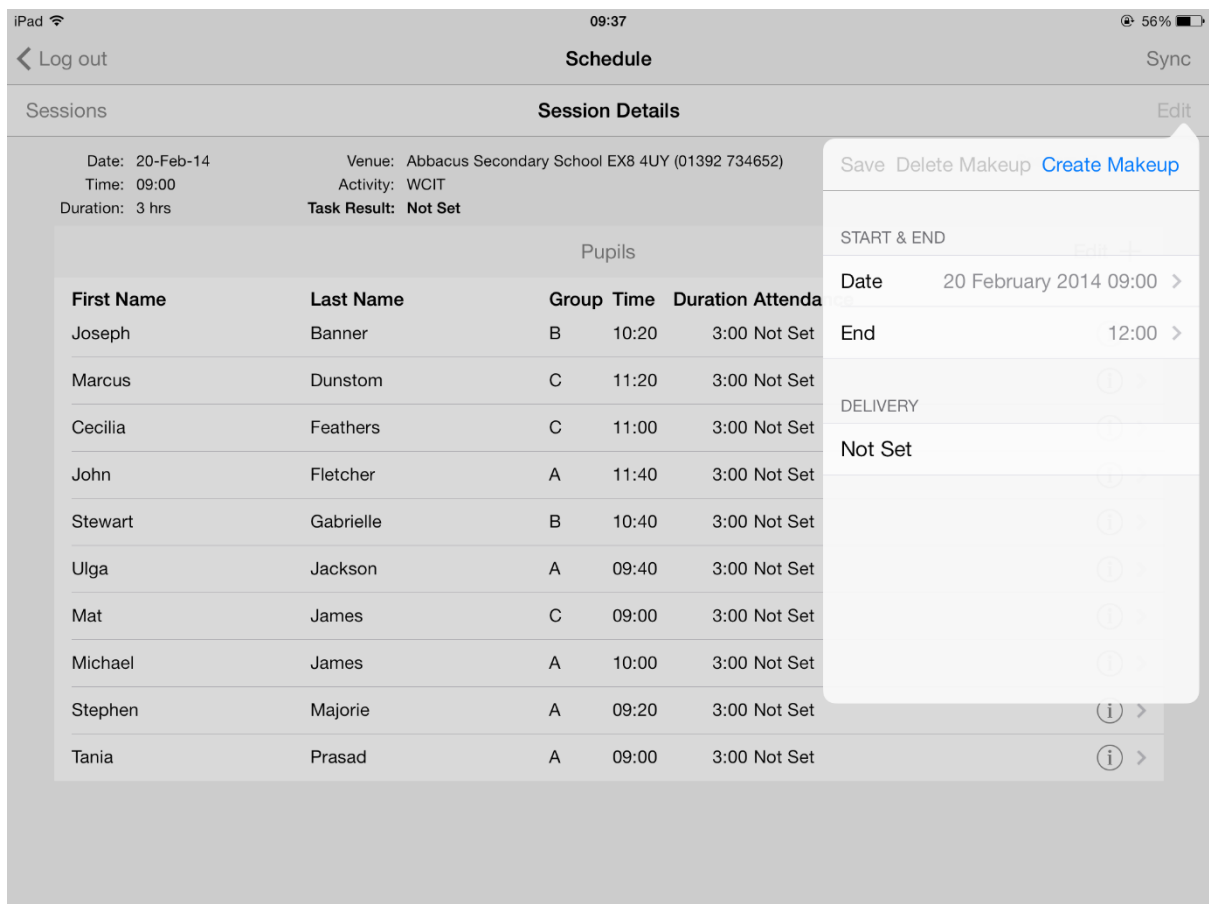 iPad 09:37 56%
Log out Schedule Sync
Sessions Session Details Edit
Date: 20-Feb-14 Venue: Abbacus Secondary School EX8 4UY (01392 734652)
Time: 09:00 Activity: WCIT
Duration: 3 hrs Task Result: Not Set
Save Delete Makeup Create Makeup
START & END
Date 20 February 2014 09:00
End 12:00
DELIVERY
Not Set
Pupils Edit +
First Name Last Name Group Time Duration Attendance
Joseph Banner B 10:20 3:00 Not Set
Marcus Dunstom C 11:20 3:00 Not Set
Cecilia Feathers C 11:00 3:00 Not Set
John Fletcher A 11:40 3:00 Not Set
Stewart Gabrielle B 10:40 3:00 Not Set
Ulga Jackson A 09:40 3:00 Not Set
Mat James C 09:00 3:00 Not Set
Michael James A 10:00 3:00 Not Set
Stephen Majorie A 09:20 3:00 Not Set
Tania Prasad A 09:00 3:00 Not Set